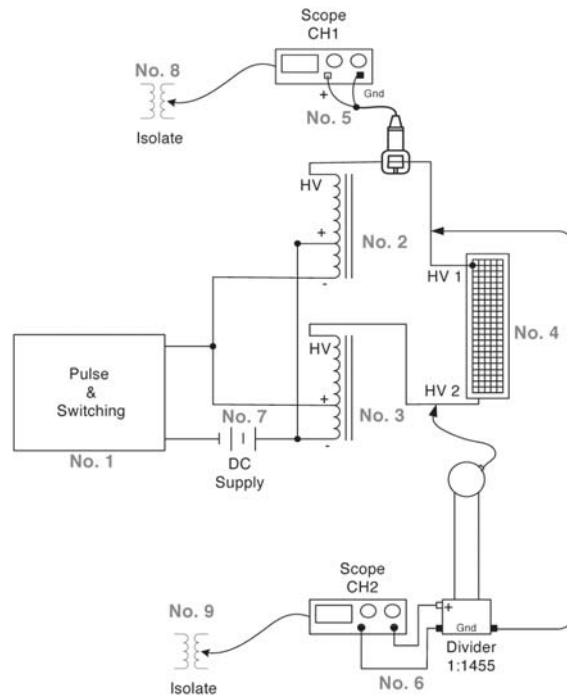 Scope
CH1
No. 8
Isolate
+
Gnd
No. 5
HV
+
No. 2
-
HV 1
No. 4
HV
HV 2
+
No. 3
-
Pulse
&
Switching
No. 1
No. 7
DC
Supply
Scope
CH2
No. 9
Isolate
+
Gnd
Divider
1:1455
No. 6